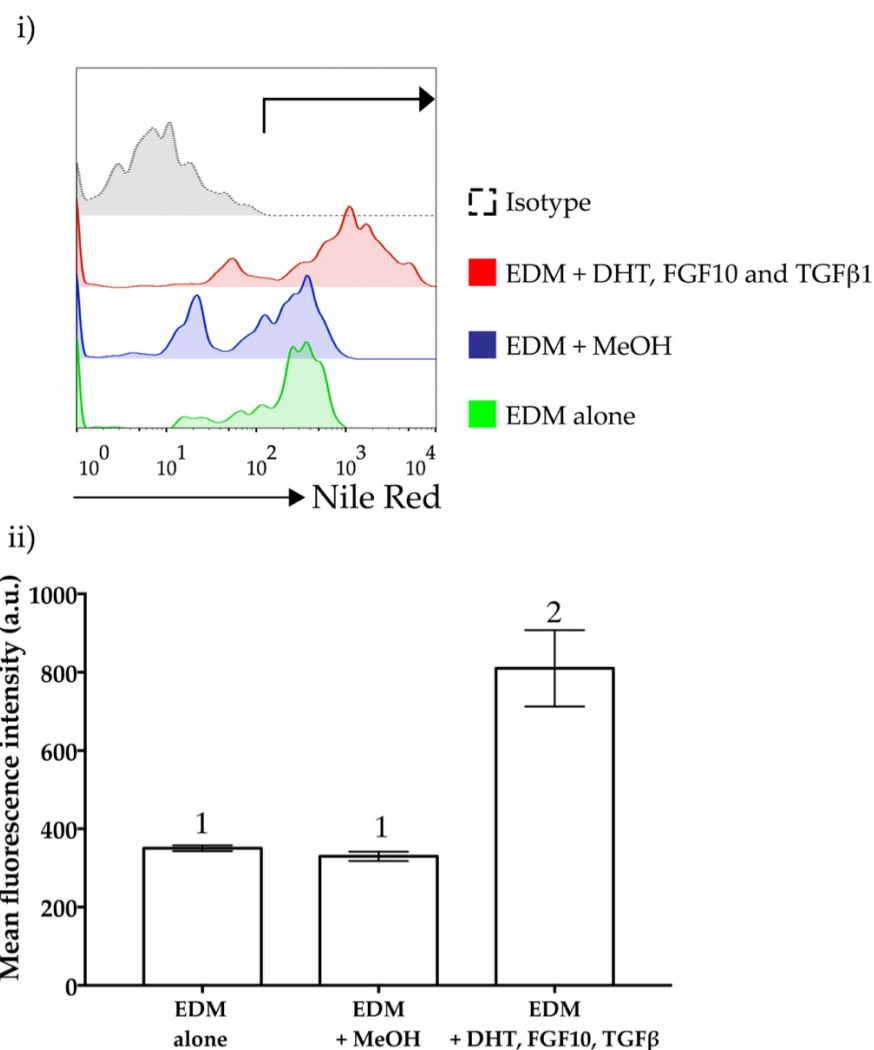 i)
Isotype
EDM + DHT, FGF10 and TGFβ1
EDM + MeOH
EDM alone
10^0 10^1 10^2 10^3 10^4
Nile Red
ii)
Mean fluorescence intensity (a.u.)
1000
800
600
400
200
0
1
1
2
EDM
alone
EDM
+ MeOH
EDM
+ DHT, FGF10, TGFβ